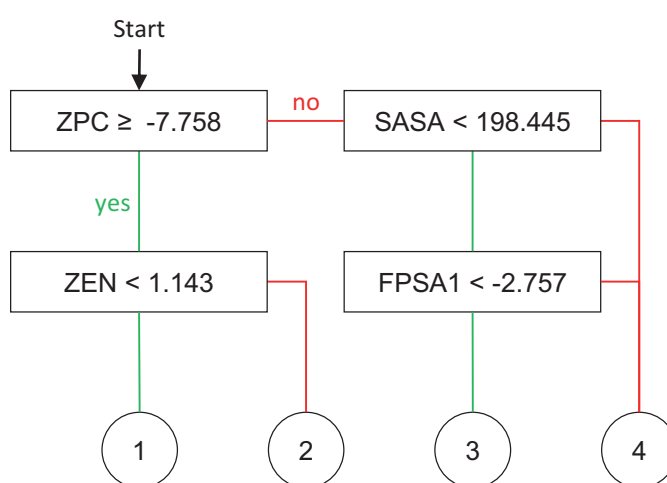 Start
ZPC ≥ -7.758
no
SASA < 198.445
yes
ZEN < 1.143
FPSA1 < -2.757
1
2
3
4